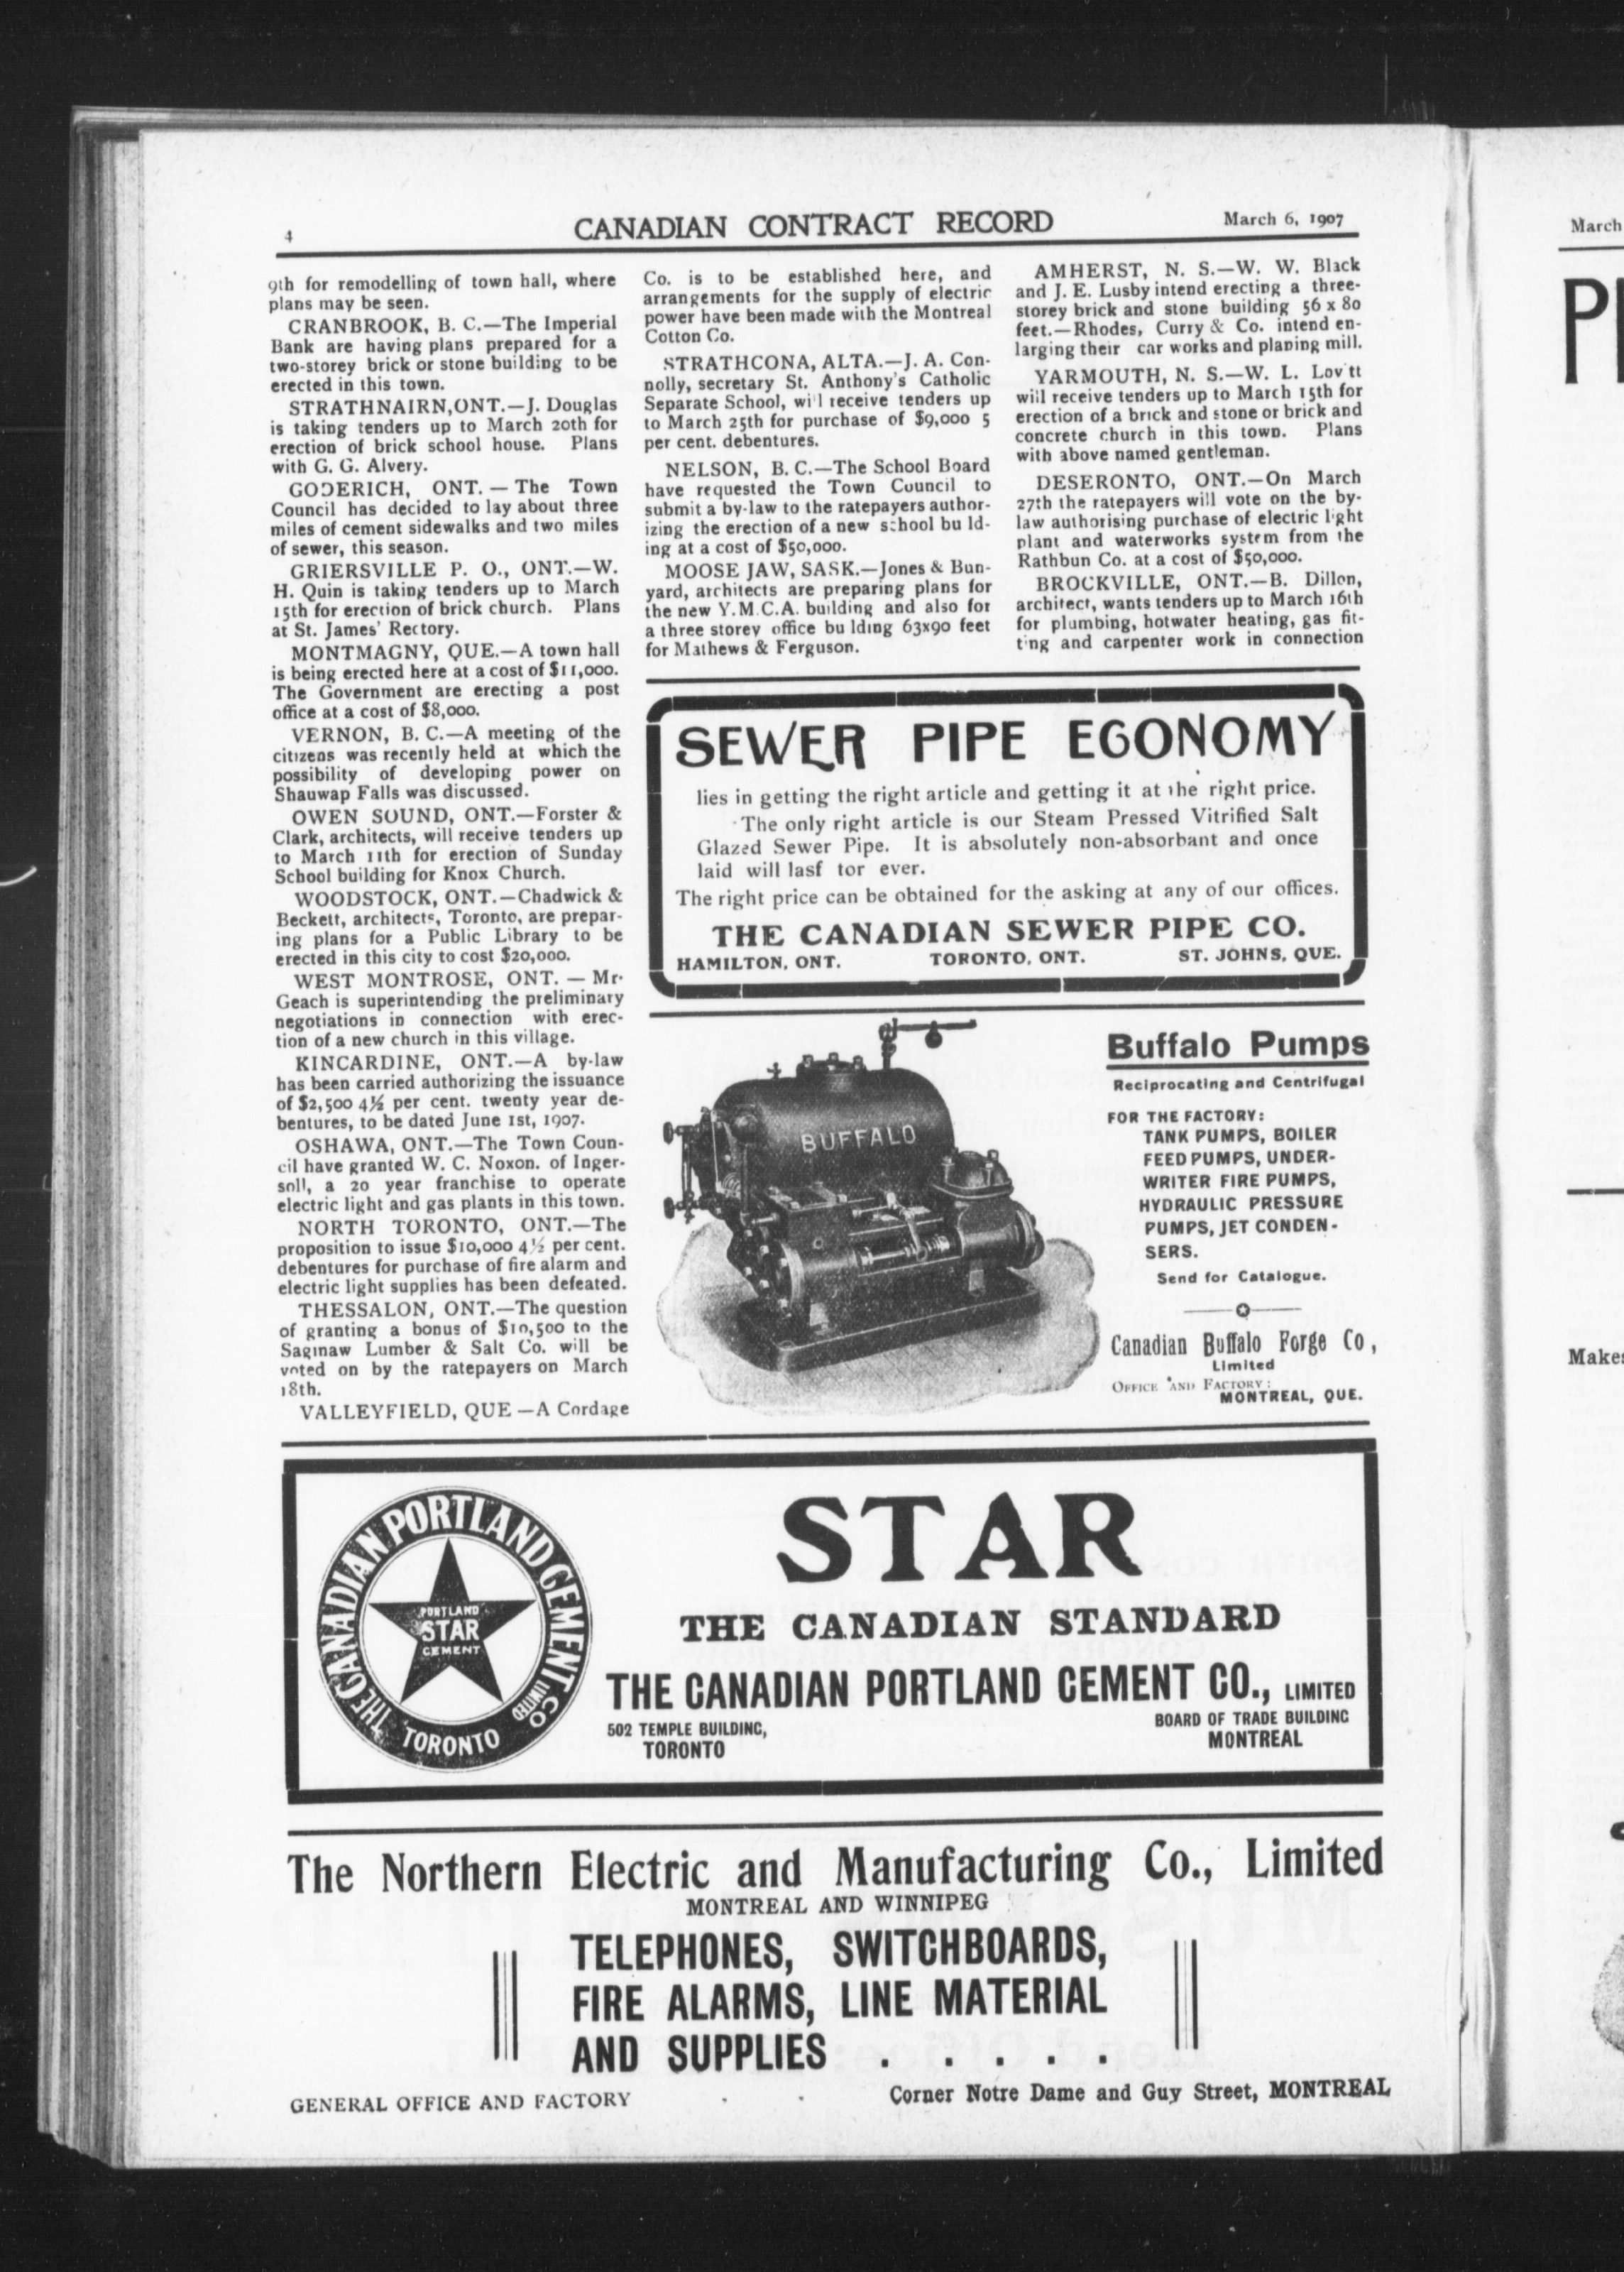 4
CANADIAN CONTRACT RECORD
March 6, 1907
9th for remodelling of town hall, where
plans may be seen.
CRANBROOK, B. C.—The Imperial
Bank are having plans prepared for a
two-storey brick or stone building to be
erected in this town.
STRATHNAIRN,ONT.—J. Douglas
is taking tenders up to March 20th for
erection of brick school house. Plans
with G. G. Alvery.
GODERICH, ONT. — The Town
Council has decided to lay about three
miles of cement sidewalks and two miles
of sewer, this season.
GRIERSVILLE P. O., ONT.—W.
H. Quin is taking tenders up to March
15th for erection of brick church. Plans
at St. James' Rectory.
MONTMAGNY, QUE.—A town hall
is being erected here at a cost of $11,000.
The Government are erecting a post
office at a cost of $8,000.
VERNON, B. C.—A meeting of the
citizens was recently held at which the
possibility of developing power on
Shauwap Falls was discussed.
OWEN SOUND, ONT.—Forster &
Clark, architects, will receive tenders up
to March 11th for erection of Sunday
School building for Knox Church.
WOODSTOCK, ONT.—Chadwick &
Beckett, architects, Toronto, are prepar-
ing plans for a Public Library to be
erected in this city to cost $20,000.
WEST MONTROSE, ONT. — Mr.
Geach is superintending the preliminary
negotiations in connection with erec-
tion of a new church in this village.
KINCARDINE, ONT.—A by-law
has been carried authorizing the issuance
of $2,500 4½ per cent. twenty year de-
bentures, to be dated June 1st, 1907.
OSHAWA, ONT.—The Town Coun-
cil have granted W. C. Noxon. of Inger-
soll, a 20 year franchise to operate
electric light and gas plants in this town.
NORTH TORONTO, ONT.—The
proposition to issue $10,000 4½ per cent.
debentures for purchase of fire alarm and
electric light supplies has been defeated.
THESSALON, ONT.—The question
of granting a bonus of $10,500 to the
Saginaw Lumber & Salt Co. will be
voted on by the ratepayers on March
18th.
VALLEYFIELD, QUE —A Cordage
Co. is to be established here, and
arrangements for the supply of electric
power have been made with the Montreal
Cotton Co.
STRATHCONA, ALTA.—J. A. Con-
nolly, secretary St. Anthony's Catholic
Separate School, wi'l receive tenders up
to March 25th for purchase of $9,000 5
per cent. debentures.
NELSON, B. C.—The School Board
have requested the Town Council to
submit a by-law to the ratepayers author-
izing the erection of a new school bu ld-
ing at a cost of $50,000.
MOOSE JAW, SASK.—Jones & Bun-
yard, architects are preparing plans for
the new Y.M.C.A. building and also for
a three storey office bu lding 63x90 feet
for Mathews & Ferguson.
AMHERST, N. S.—W. W. Black
and J. E. Lusby intend erecting a three-
storey brick and stone building 56 x 80
feet.—Rhodes, Curry & Co. intend en-
larging their car works and planing mill.
YARMOUTH, N. S.—W. L. Lov tt
will receive tenders up to March 15th for
erection of a brick and stone or brick and
concrete church in this town. Plans
with above named gentleman.
DESERONTO, ONT.—On March
27th the ratepayers will vote on the by-
law authorising purchase of electric l'ght
plant and waterworks system from the
Rathbun Co. at a cost of $50,000.
BROCKVILLE, ONT.—B. Dillon,
architect, wants tenders up to March 16th
for plumbing, hotwater heating, gas fit-
t'ng and carpenter work in connection
SEWER PIPE ECONOMY
lies in getting the right article and getting it at the right price.
The only right article is our Steam Pressed Vitrified Salt
Glazed Sewer Pipe. It is absolutely non-absorbant and once
laid will lasf tor ever.
The right price can be obtained for the asking at any of our offices.
THE CANADIAN SEWER PIPE CO.
HAMILTON, ONT. TORONTO, ONT. ST. JOHNS, QUE.
BUFFALO
Buffalo Pumps
Reciprocating and Centrifugal
FOR THE FACTORY:
TANK PUMPS, BOILER
FEED PUMPS, UNDER-
WRITER FIRE PUMPS,
HYDRAULIC PRESSURE
PUMPS, JET CONDEN-
SERS.
Send for Catalogue.
Canadian Buffalo Forge Co,
Limited
OFFICE AND FACTORY:
MONTREAL, QUE.
THE CANADIAN PORTLAND CEMENT CO
LIMITED
TORONTO
PORTLAND
STAR
CEMENT
STAR
THE CANADIAN STANDARD
THE CANADIAN PORTLAND CEMENT CO., LIMITED
502 TEMPLE BUILDING,
TORONTO
BOARD OF TRADE BUILDING
MONTREAL
The Northern Electric and Manufacturing Co., Limited
MONTREAL AND WINNIPEG
TELEPHONES, SWITCHBOARDS,
FIRE ALARMS, LINE MATERIAL
AND SUPPLIES . . . . .
GENERAL OFFICE AND FACTORY - - Corner Notre Dame and Guy Street, MONTREAL
March